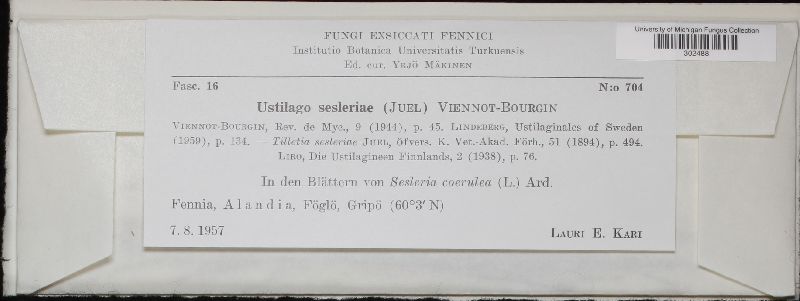 FUNGI EXSICCATI FENNICI
Institutio Botanica Universitatis Turkuensis
Ed. cur. YRJÖ MÄKINEN
University of Michigan Fungus Collection
302488
Fasc. 16 N:o 704
Ustilago sesleriae (JUEL) VIENNOT-BOURGIN
VIENNOT-BOURGIN, Rev. de Myc., 9 (1944), p. 45. LINDEBERG, Ustilaginales of Sweden
(1959), p. 134. — Tilletia sesleriae JUEL, Öfvers. K. Vet.-Akad. Förh., 51 (1894), p. 494.
LIRO, Die Ustilagineen Finnlands, 2 (1938), p. 76.
In den Blättern von Sesleria coerulea (L.) Ard.
Fennia, Alandia, Föglö, Gripö (60°3′ N)
7. 8. 1957 LAURI E. KARI